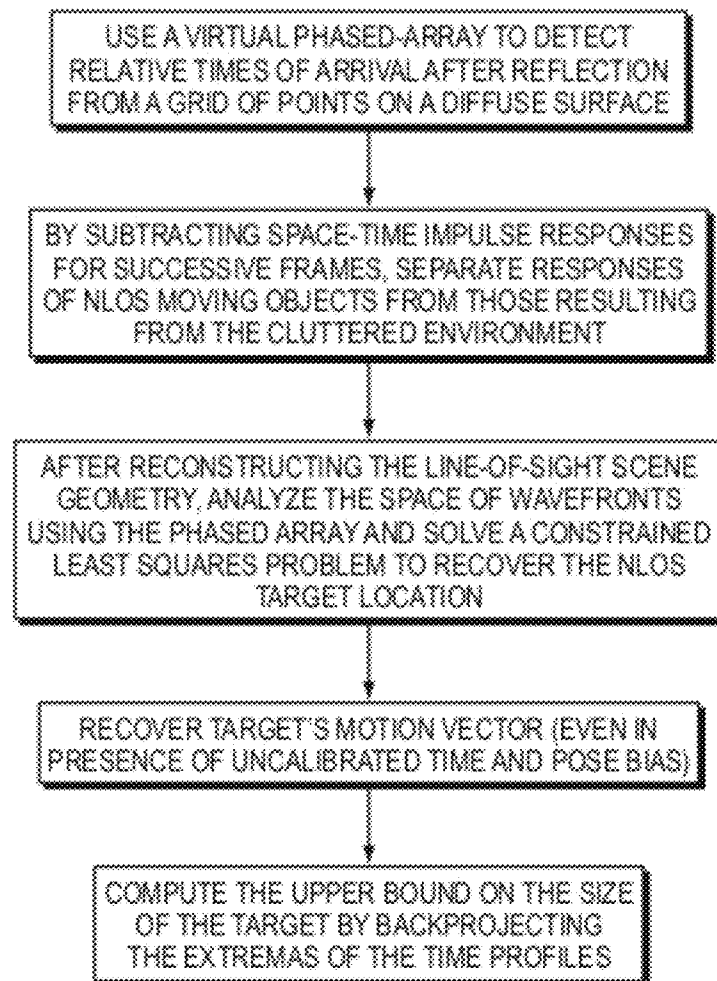 USE A VIRTUAL PHASED-ARRAY TO DETECT
RELATIVE TIMES OF ARRIVAL AFTER REFLECTION
FROM A GRID OF POINTS ON A DIFFUSE SURFACE
BY SUBTRACTING SPACE-TIME IMPULSE RESPONSES
FOR SUCCESSIVE FRAMES, SEPARATE RESPONSES
OF NLOS MOVING OBJECTS FROM THOSE RESULTING
FROM THE CLUTTERED ENVIRONMENT
AFTER RECONSTRUCTING THE LINE-OF-SIGHT SCENE
GEOMETRY, ANALYZE THE SPACE OF WAVEFRONTS
USING THE PHASED ARRAY AND SOLVE A CONSTRAINED
LEAST SQUARES PROBLEM TO RECOVER THE NLOS
TARGET LOCATION
RECOVER TARGET'S MOTION VECTOR (EVEN IN
PRESENCE OF UNCALIBRATED TIME AND POSE BIAS)
COMPUTE THE UPPER BOUND ON THE SIZE
OF THE TARGET BY BACKPROJECTING
THE EXTREMAS OF THE TIME PROFILES